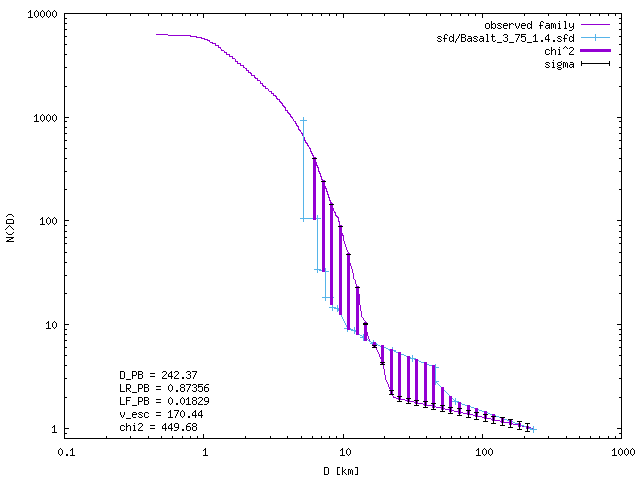 10000
1000
100
10
1
N(>D)
observed family
sfd/Basalt_3_75_1.4.sfd
chi^2
sigma
D_PB = 242.37
LR_PB = 0.87356
LF_PB = 0.01829
v_esc = 170.44
chi2 = 449.68
0.1 1 10 100 1000
D [km]